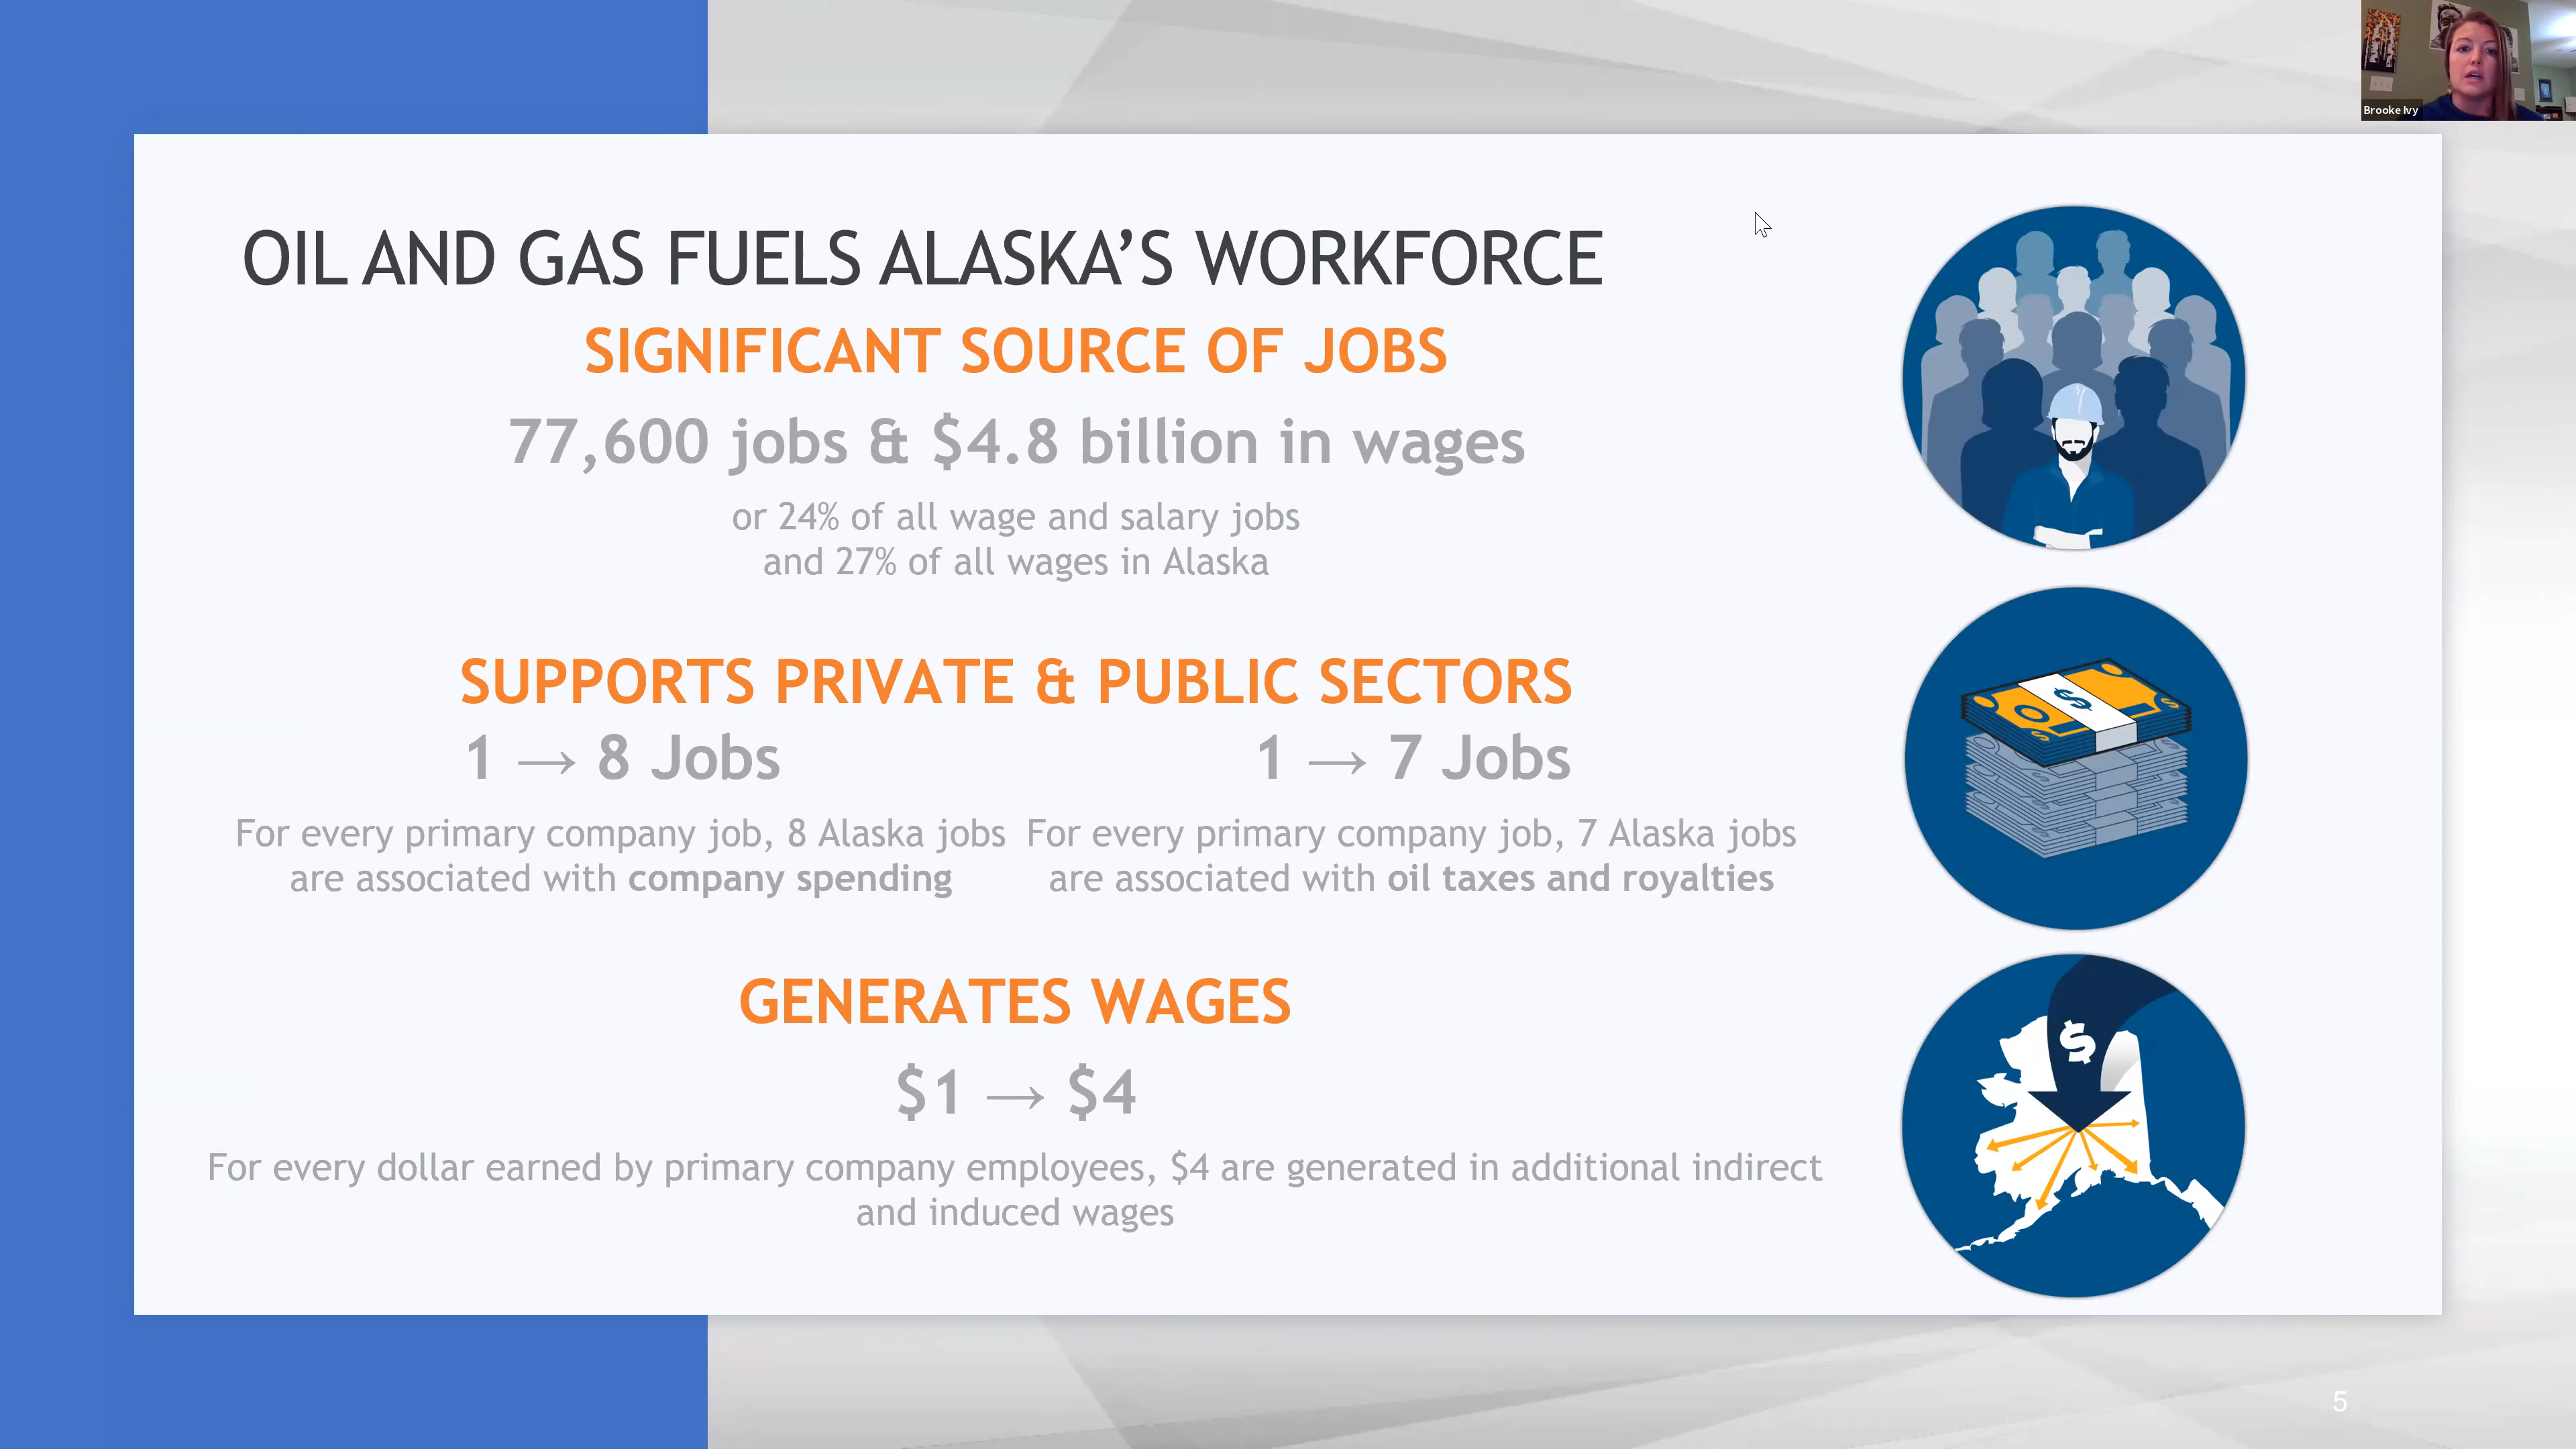 Brooke Ivy
OIL AND GAS FUELS ALASKA’S WORKFORCE
SIGNIFICANT SOURCE OF JOBS
77,600 jobs & $4.8 billion in wages
or 24% of all wage and salary jobs
and 27% of all wages in Alaska
SUPPORTS PRIVATE & PUBLIC SECTORS
1 → 8 Jobs
For every primary company job, 8 Alaska jobs
are associated with company spending
1 → 7 Jobs
For every primary company job, 7 Alaska jobs
are associated with oil taxes and royalties
GENERATES WAGES
$1 → $4
For every dollar earned by primary company employees, $4 are generated in additional indirect
and induced wages
$
$
5